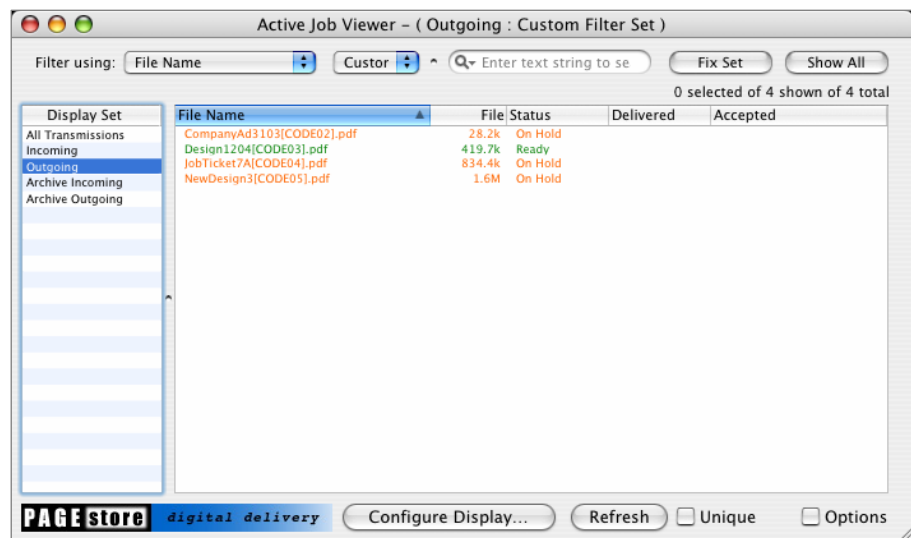 Active Job Viewer – ( Outgoing : Custom Filter Set )
Filter using: File Name Custor Enter text string to se Fix Set Show All
0 selected of 4 shown of 4 total
Display Set
All Transmissions
Incoming
Outgoing
Archive Incoming
Archive Outgoing
File Name File Status Delivered Accepted
CompanyAd3103[CODE02].pdf 28.2k On Hold
Design1204[CODE03].pdf 419.7k Ready
JobTicket7A[CODE04].pdf 834.4k On Hold
NewDesign3[CODE05].pdf 1.6M On Hold
PAGEstore digital delivery Configure Display... Refresh Unique Options